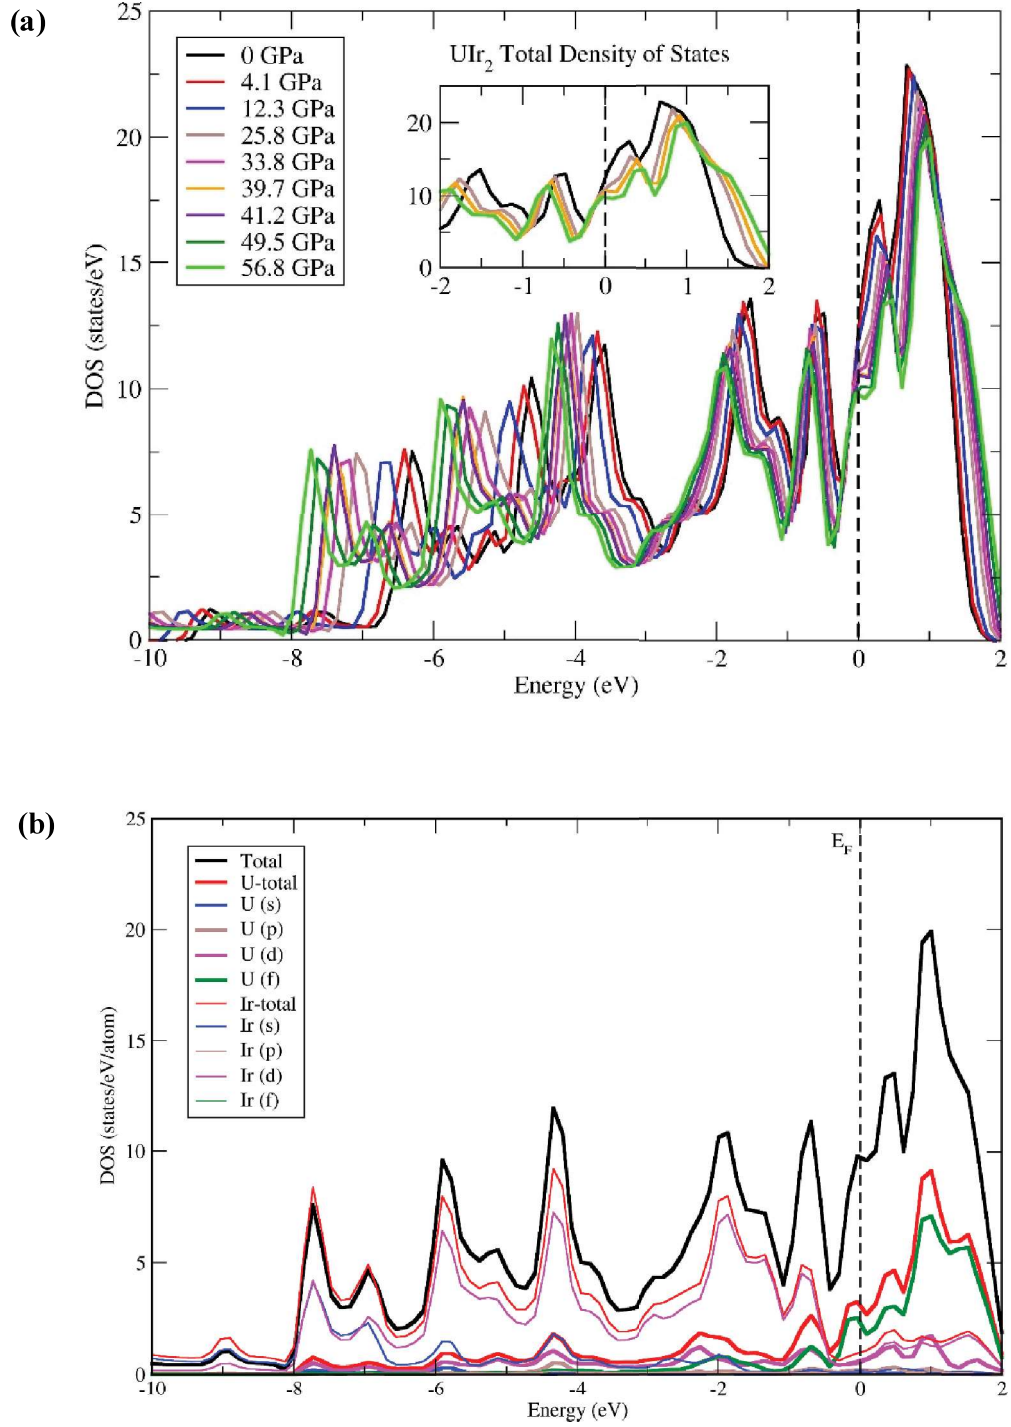 (a)
25
20
15
10
5
0
DOS (states/eV)
0 GPa
4.1 GPa
12.3 GPa
25.8 GPa
33.8 GPa
39.7 GPa
41.2 GPa
49.5 GPa
56.8 GPa
UIr2 Total Density of States
20
10
0
-2 -1 0 1 2
-10 -8 -6 -4 -2 0 2
Energy (eV)
(b)
25
20
15
10
5
0
DOS (states/eV/atom)
Total
U-total
U (s)
U (p)
U (d)
U (f)
Ir-total
Ir (s)
Ir (p)
Ir (d)
Ir (f)
EF
-10 -8 -6 -4 -2 0 2
Energy (eV)